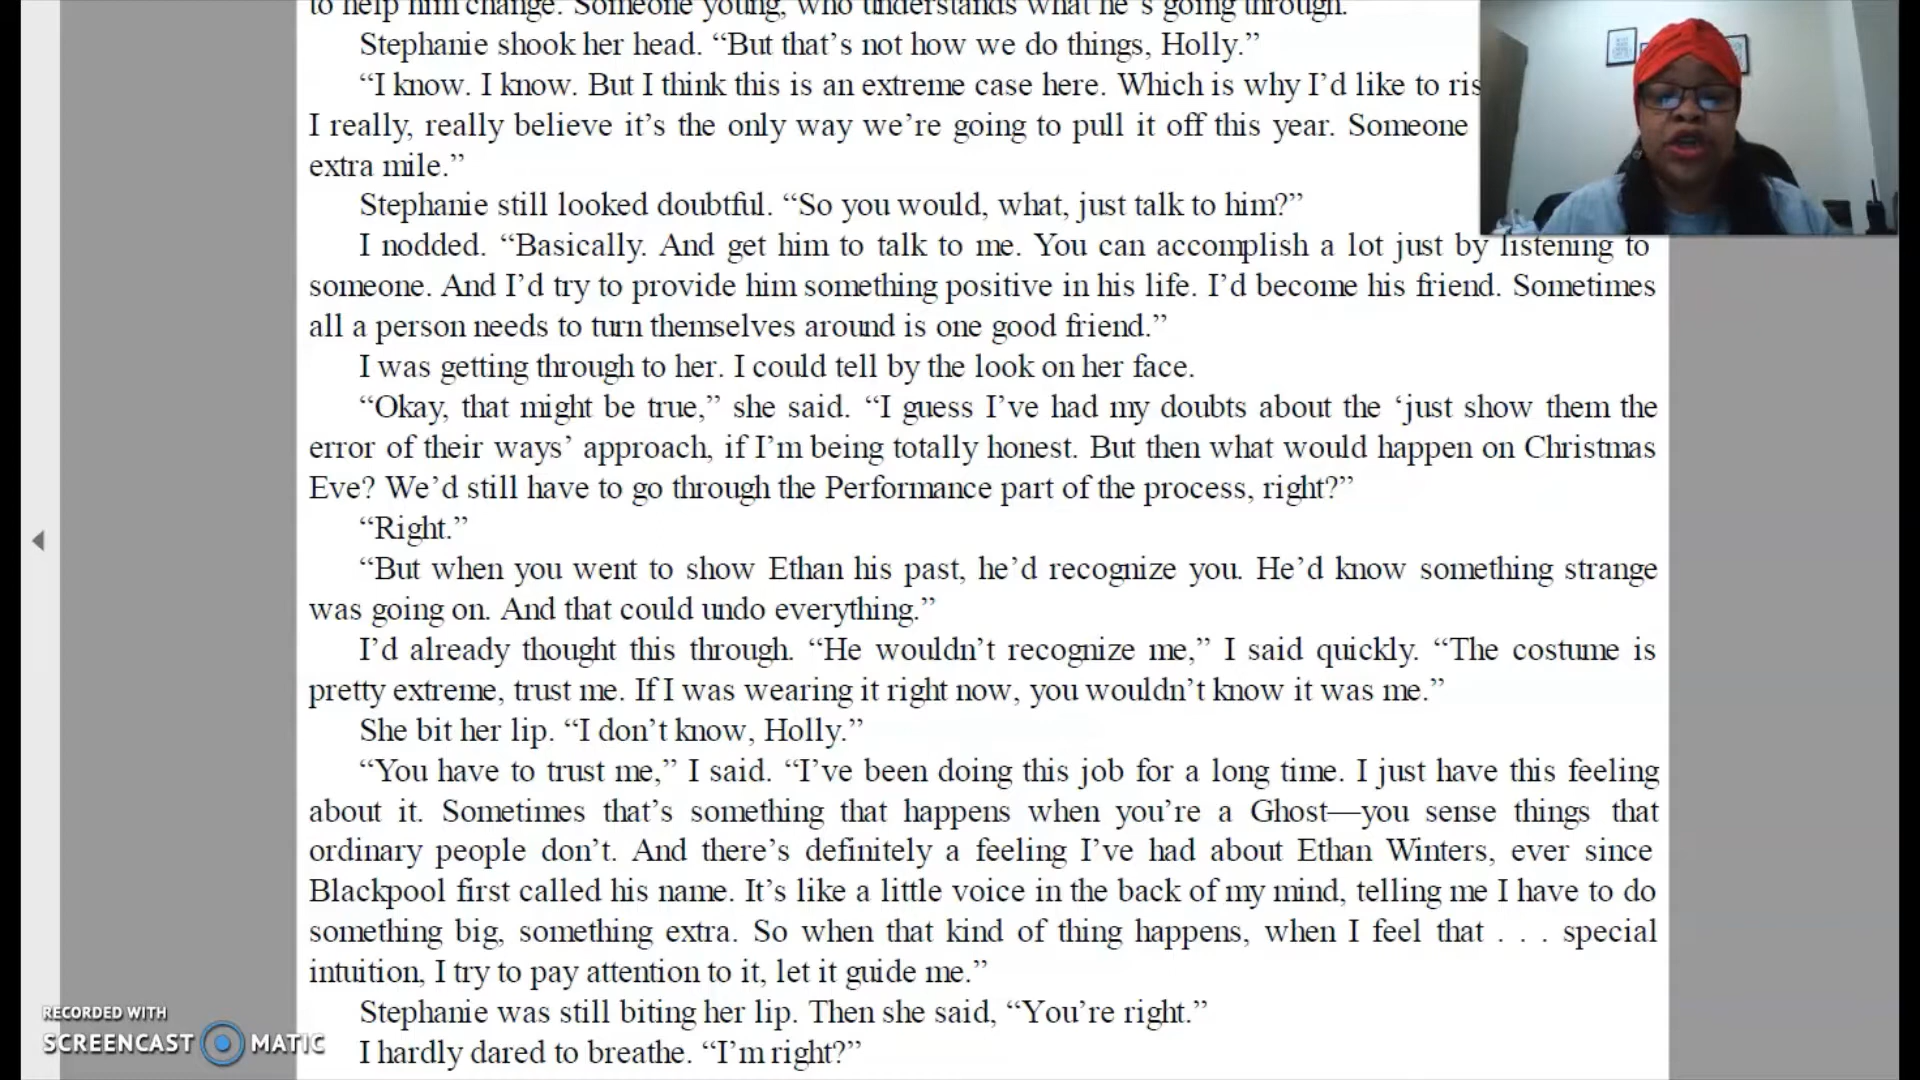 to help him change. Someone young, who understands what he's going through.
Stephanie shook her head. “But that’s not how we do things, Holly.”
“I know. I know. But I think this is an extreme case here. Which is why I’d like to
I really, really believe it’s the only way we’re going to pull it off this year. Someone
extra mile.”
Stephanie still looked doubtful. “So you would, what, just talk to him?”
I nodded. “Basically. And get him to talk to me. You can accomplish a lot just by listening to
someone. And I’d try to provide him something positive in his life. I’d become his friend. Sometimes
all a person needs to turn themselves around is one good friend.”
I was getting through to her. I could tell by the look on her face.
“Okay, that might be true,” she said. “I guess I’ve had my doubts about the ‘just show them the
error of their ways’ approach, if I’m being totally honest. But then what would happen on Christmas
Eve? We’d still have to go through the Performance part of the process, right?”
“Right.”
“But when you went to show Ethan his past, he’d recognize you. He’d know something strange
was going on. And that could undo everything.”
I’d already thought this through. “He wouldn’t recognize me,” I said quickly. “The costume is
pretty extreme, trust me. If I was wearing it right now, you wouldn’t know it was me.”
She bit her lip. “I don’t know, Holly.”
“You have to trust me,” I said. “I’ve been doing this job for a long time. I just have this feeling
about it. Sometimes that’s something that happens when you’re a Ghost—you sense things that
ordinary people don’t. And there’s definitely a feeling I’ve had about Ethan Winters, ever since
Blackpool first called his name. It’s like a little voice in the back of my mind, telling me I have to do
something big, something extra. So when that kind of thing happens, when I feel that . . . special
intuition, I try to pay attention to it, let it guide me.”
Stephanie was still biting her lip. Then she said, “You’re right.”
I hardly dared to breathe. “I’m right?”
RECORDED WITH
SCREENCAST MATIC